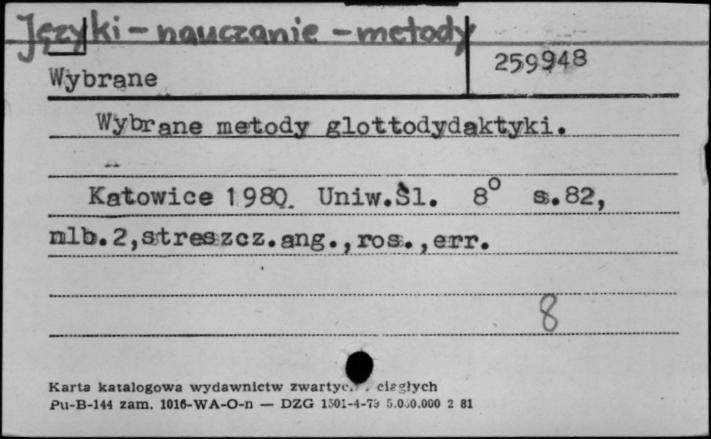 Języki - nauczanie - metody
259948
Wybrane
Wybrane metody glottodydaktyki.
Katowice 1980. Uniw.Śl. 8° s.82,
nlb.2,streszcz.ang.,ros.,err.
8
Karta katalogowa wydawnictw zwartyc ciągłych
Pu-B-144 zam. 1016-WA-O-n — DZG 1501-4-79 5.000.000 2 81